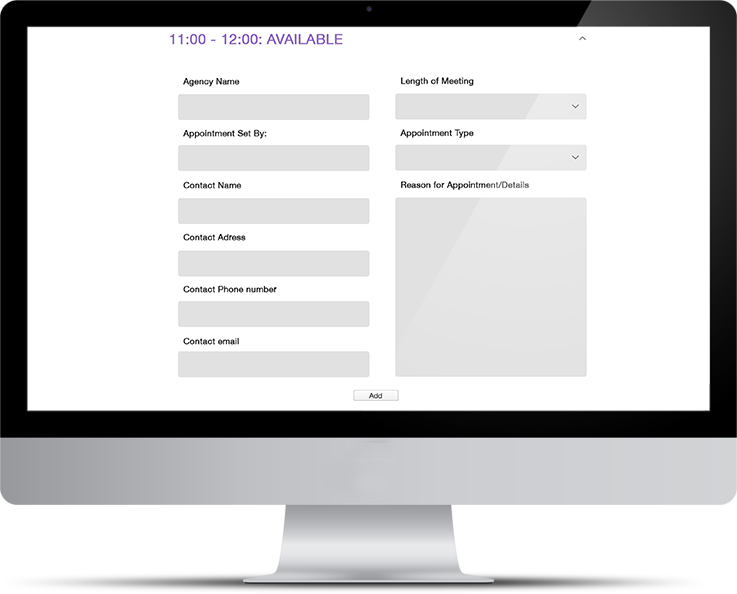 11:00 - 12:00: AVAILABLE
Agency Name
Appointment Set By:
Contact Name
Contact Adress
Contact Phone number
Contact email
Length of Meeting
Appointment Type
Reason for Appointment/Details
Add